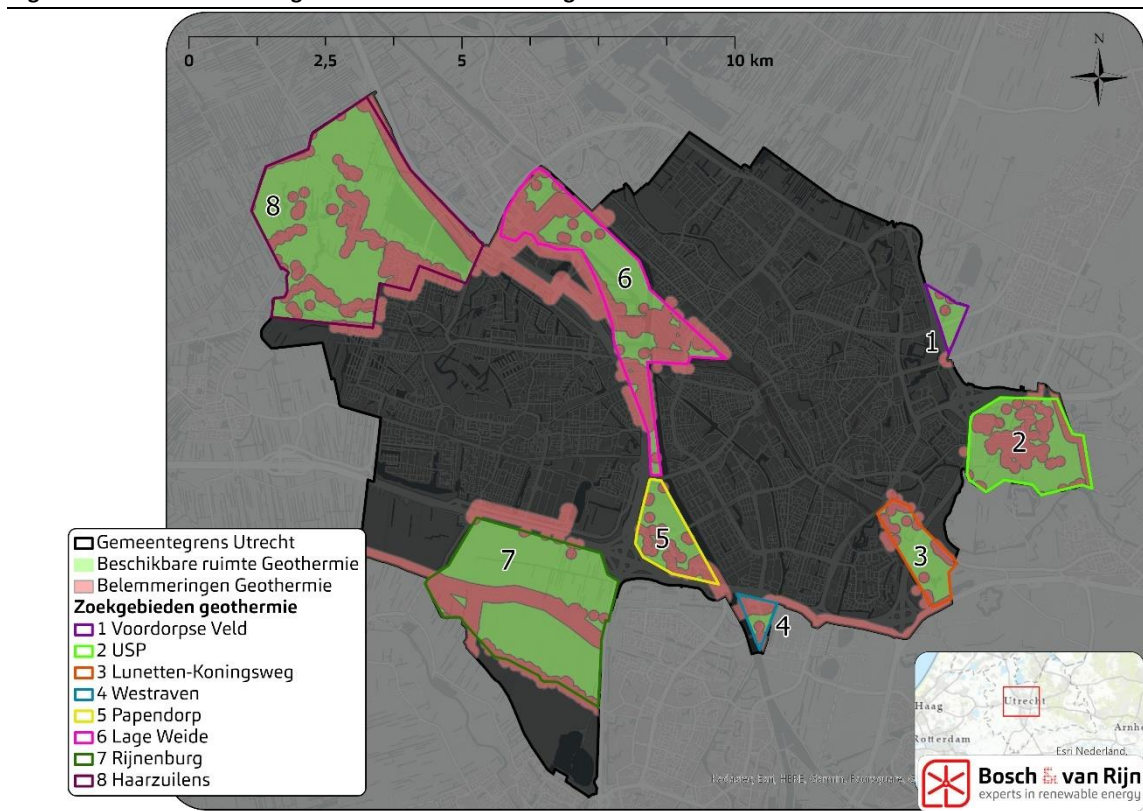 N
0 2,5 5 10 km
8
6
1
2
3
5
7
4
Gemeentegrens Utrecht
Beschikbare ruimte Geothermie
Belemmeringen Geothermie
Zoekgebieden geothermie
1 Voordorpse Veld
2 USP
3 Lunetten-Koningsweg
4 Westraven
5 Papendorp
6 Lage Weide
7 Rijnenburg
8 Haarzuilens
Haag
Utrecht
Arnh
Rotterdam
Esri Nederland,
Bosch & van Rijn
experts in renewable energy